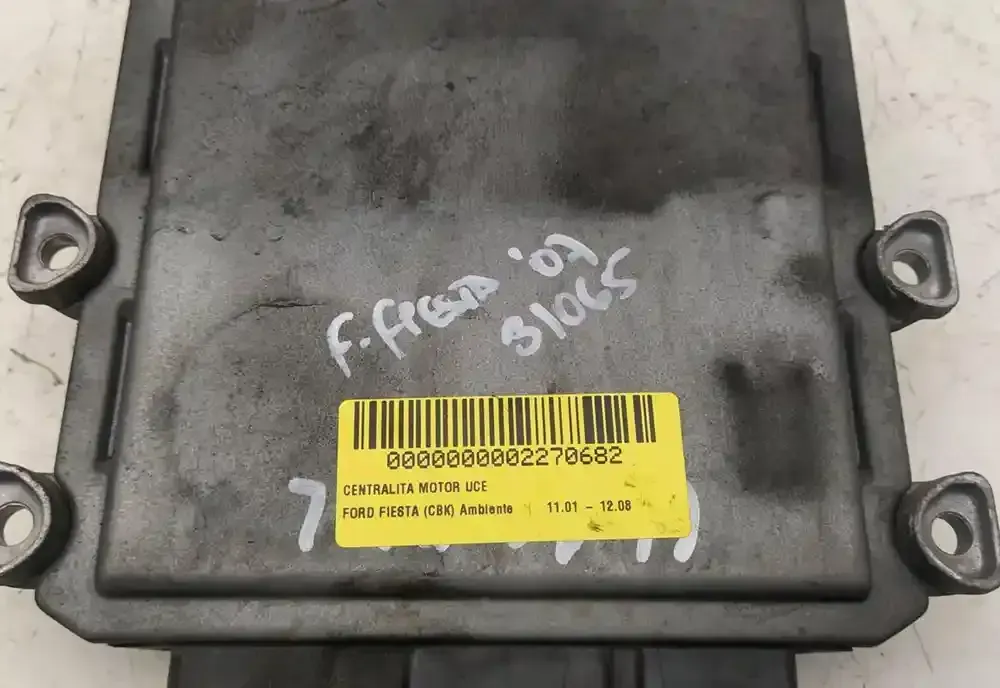 F. Fiesta '07
31065
0000000002270682
CENTRALITA MOTOR UCE
FORD FIESTA (CBK) Ambiente 11.01 - 12.08